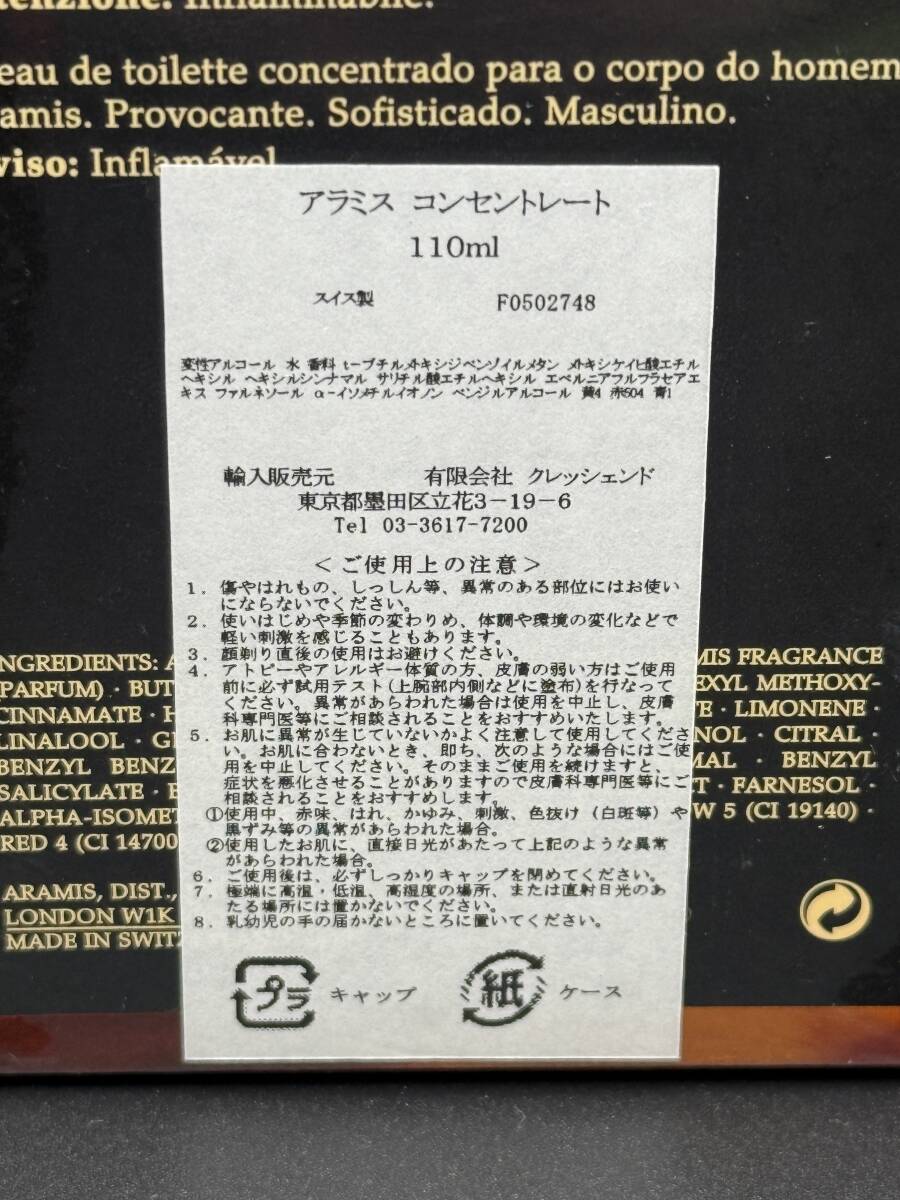 tenzione: Infiammabile.
eau de toilette concentrado para o corpo do homem
amis. Provocante. Sofisticado. Masculino.
viso: Inflamável
アラミス コンセントレート
110ml
スイス製 F0502748
変性アルコール 水 香料 t-ブチルメトキシジベンゾイルメタン メトキシケイヒ酸エチル
ヘキシル ヘキシルシンナマル サリチル酸エチルヘキシル エベルニアフルフラセアエ
キス ファルネソール α-イソメチルイオノン ベンジルアルコール 黄4 赤504 青1
輸入販売元 有限会社 クレッシェンド
東京都墨田区立花3-19-6
Tel 03-3617-7200
<ご使用上の注意>
1. 傷やはれもの、しっしん等、異常のある部位にはお使い
にならないでください。
2. 使いはじめや季節の変わりめ、体調や環境の変化などで
軽い刺激を感じることもあります。
3. 顔剃り直後の使用はお避けください。
4. アトピーやアレルギー体質の方、皮膚の弱い方はご使用
前に必ず試用テスト(上腕部内側などに塗布)を行なって
ください。異常があらわれた場合は使用を中止し、皮膚
科専門医等にご相談されることをおすすめいたします。
5. お肌に異常が生じていないかよく注意して使用してくださ
い。お肌に合わないとき、即ち、次のような場合にはご使
用を中止してください。そのままご使用を続けますと、
症状を悪化させることがありますので皮膚科専門医等にご
相談されることをおすすめします。
①使用中、赤味、はれ、かゆみ、刺激、色抜け(白斑等)や
黒ずみ等の異常があらわれた場合。
②使用したお肌に、直接日光があたって上記のような異常
があらわれた場合。
6. ご使用後は、必ずしっかりキャップを閉めてください。
7. 極端に高温・低温、高湿度の場所、または直射日光のあ
たる場所には置かないでください。
8. 乳幼児の手の届かないところに置いてください。
プラ キャップ 紙 ケース
NGREDIENTS: A MIS FRAGRANCE
(PARFUM) · BUT EXYL METHOXY-
CINNAMATE · H TE · LIMONENE ·
LINALOOL · G NOL · CITRAL ·
BENZYL BENZ MAL · BENZYL
SALICYLATE · E T · FARNESOL ·
ALPHA-ISOMET W 5 (CI 19140) ·
RED 4 (CI 14700
ARAMIS, DIST.,
LONDON W1K
MADE IN SWITZ